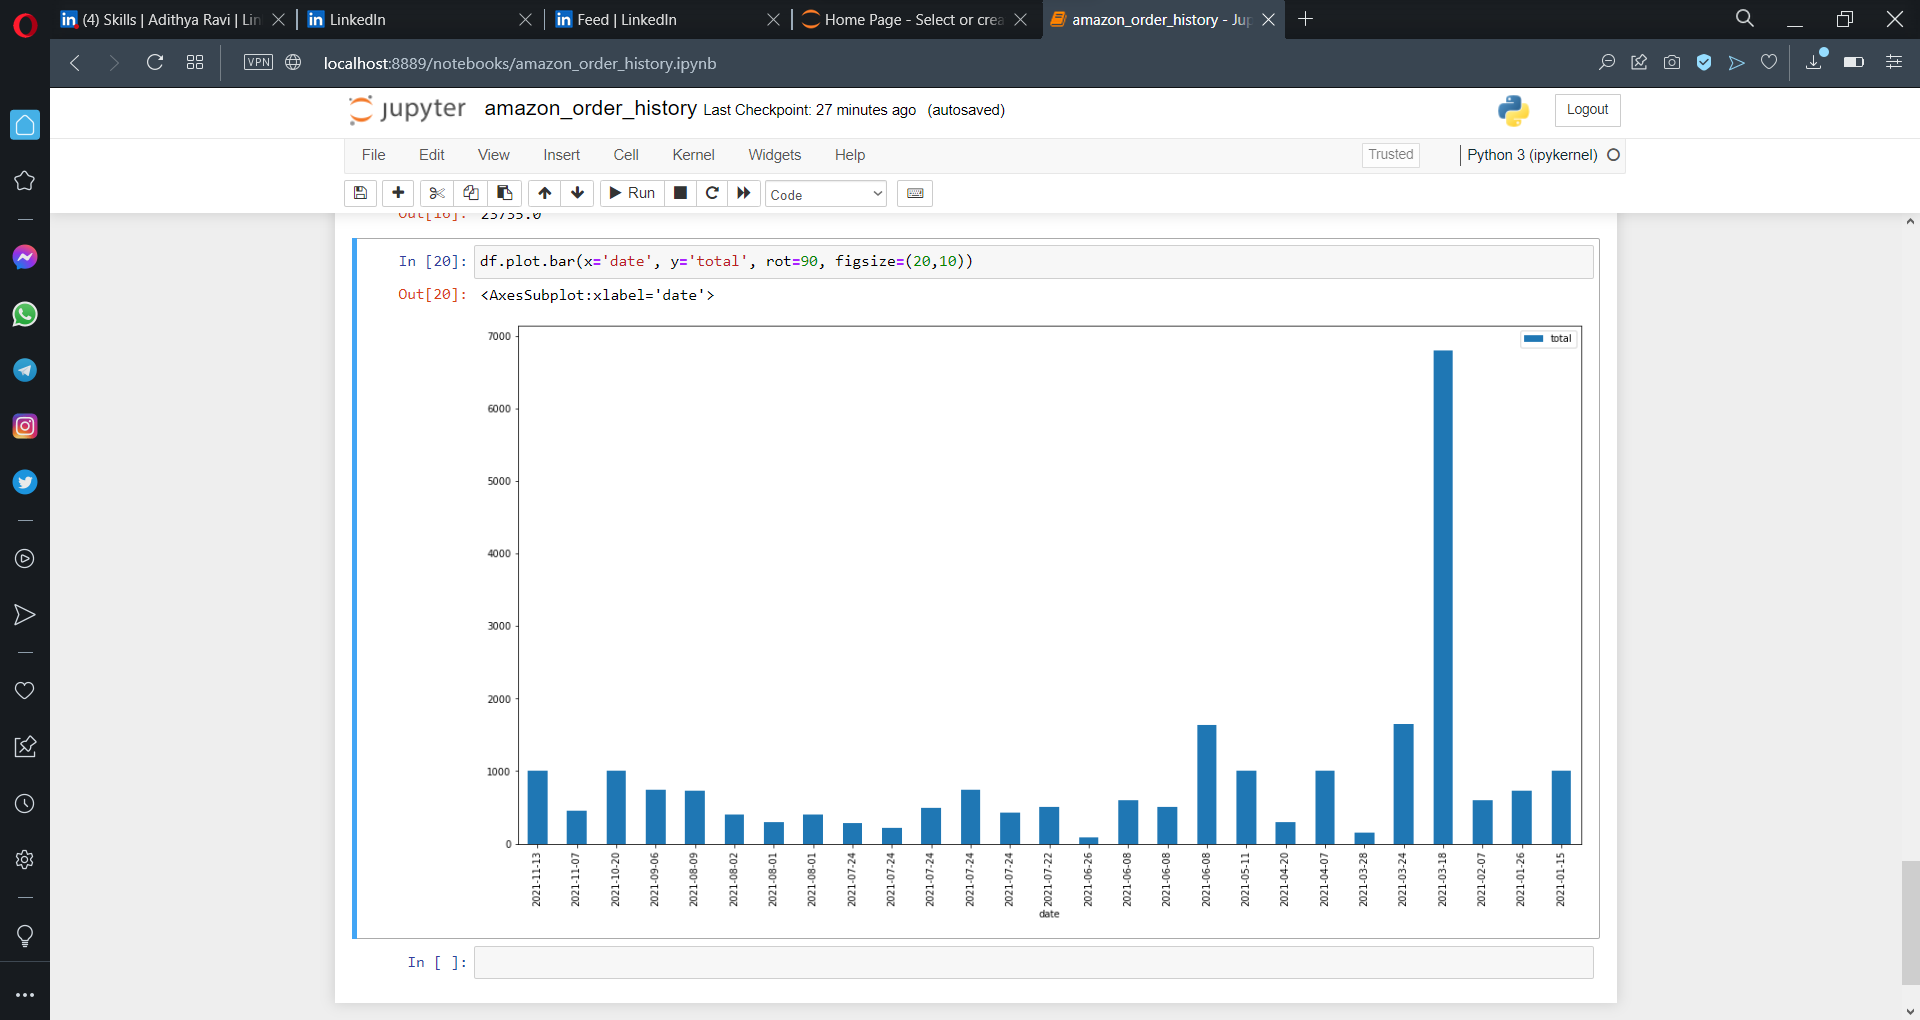 (4) Skills | Adithya Ravi | Lin
LinkedIn
Feed | LinkedIn
Home Page - Select or crea
amazon_order_history - Jup
VPN
localhost:8889/notebooks/amazon_order_history.ipynb
jupyter amazon_order_history Last Checkpoint: 27 minutes ago (autosaved)
Logout
File Edit View Insert Cell Kernel Widgets Help
Trusted
Python 3 (ipykernel)
Run
Code
Out[16]: 23735.0
In [20]: df.plot.bar(x='date', y='total', rot=90, figsize=(20,10))
Out[20]: <AxesSubplot:xlabel='date'>
total
7000
6000
5000
4000
3000
2000
1000
0
2021-11-13
2021-11-07
2021-10-20
2021-09-06
2021-08-09
2021-08-02
2021-08-01
2021-08-01
2021-07-24
2021-07-24
2021-07-24
2021-07-24
2021-07-24
2021-07-22
2021-06-26
2021-06-08
2021-06-08
2021-06-08
2021-05-11
2021-04-20
2021-04-07
2021-03-28
2021-03-24
2021-03-18
2021-02-07
2021-01-26
2021-01-15
date
In [ ]: